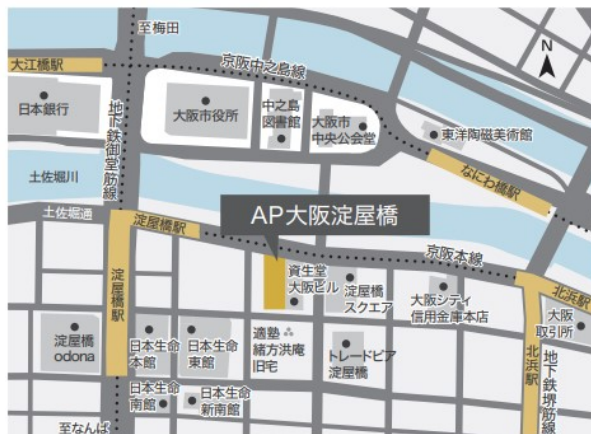 至梅田
N
大江橋駅
京阪中之島線
日本銀行
地下鉄御堂筋線
大阪市役所
中之島
図書館
大阪市
中央公会堂
東洋陶磁美術館
なにわ橋駅
土佐堀川
土佐堀通
淀屋橋駅
AP大阪淀屋橋
京阪本線
淀屋橋駅
資生堂
大阪ビル
淀屋橋
スクエア
大阪シティ
信用金庫本店
北浜駅
大阪
取引所
淀屋橋
odona
日本生命
本館
日本生命
東館
適塾
緒方洪庵
旧宅
トレードピア
淀屋橋
北浜駅
地下鉄堺筋線
日本生命
南館
日本生命
新南館
至なんば